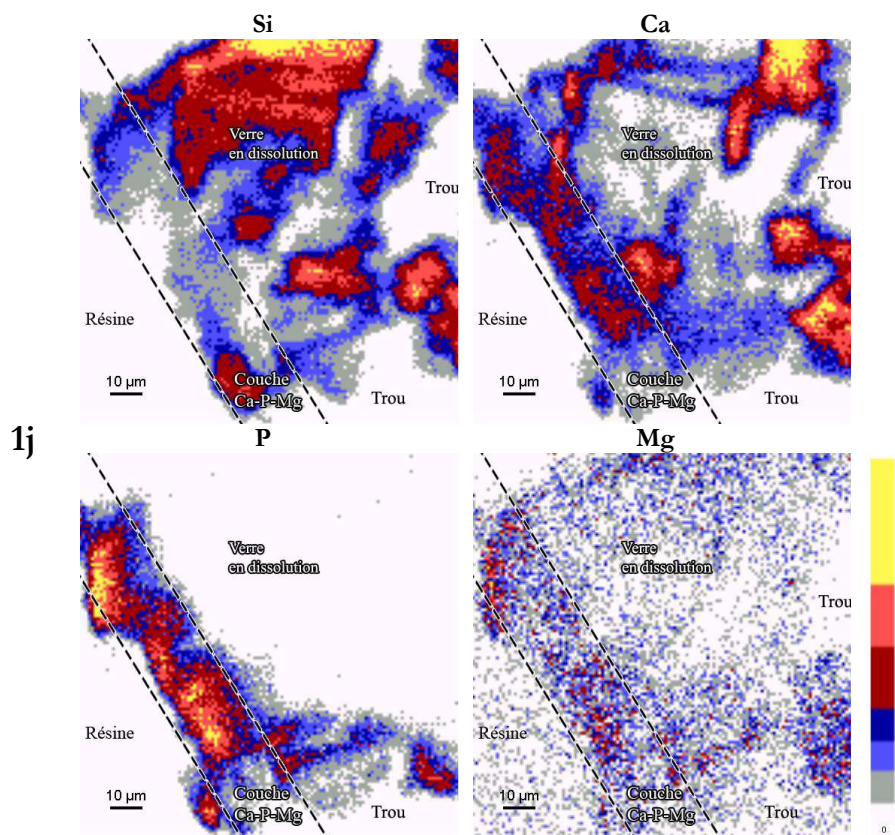 Si
Ca
Verre
en dissolution
Trou
Résine
10 µm
Couche
Ca-P-Mg
Trou
Verre
en dissolution
Trou
Résine
10 µm
Couche
Ca-P-Mg
Trou
1j
P
Mg
Verre
en dissolution
Résine
10 µm
Couche
Ca-P-Mg
Trou
Verre
en dissolution
Trou
Résine
10 µm
Couche
Ca-P-Mg
Trou
0